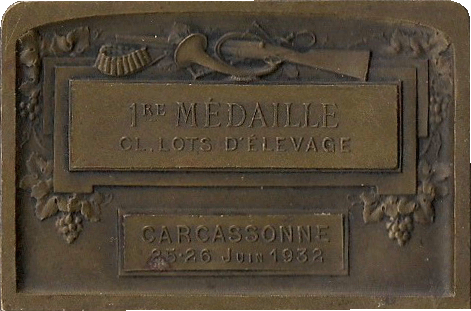 1RE MÉDAILLE
CL. LOTS D'ÉLEVAGE
CARCASSONNE
25-26 JUIN 1932